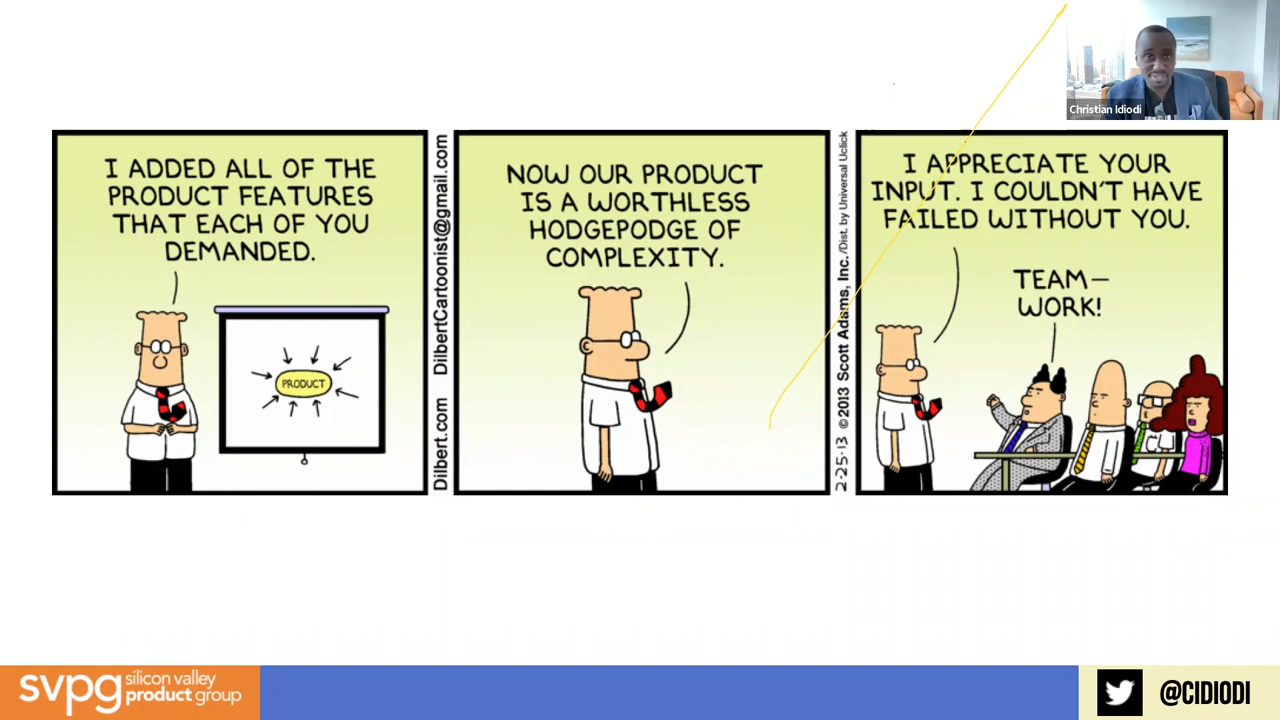 Christian Idiodi
I ADDED ALL OF THE
PRODUCT FEATURES
THAT EACH OF YOU
DEMANDED.
PRODUCT
Dilbert.com DilbertCartoonist@gmail.com
NOW OUR PRODUCT
IS A WORTHLESS
HODGEPODGE OF
COMPLEXITY.
2-25-13 ©2013 Scott Adams, Inc./Dist. by Universal Uclick
I APPRECIATE YOUR
INPUT. I COULDN'T HAVE
FAILED WITHOUT YOU.
TEAM–
WORK!
svpg silicon valley
product group
@CIDIODI